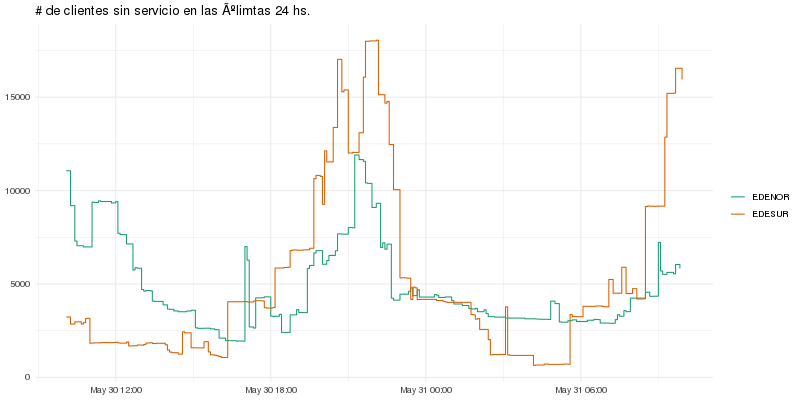 # de clientes sin servicio en las Ãºlimtas 24 hs.
15000
10000
5000
0
May 30 12:00
May 30 18:00
May 31 00:00
May 31 06:00
EDENOR
EDESUR